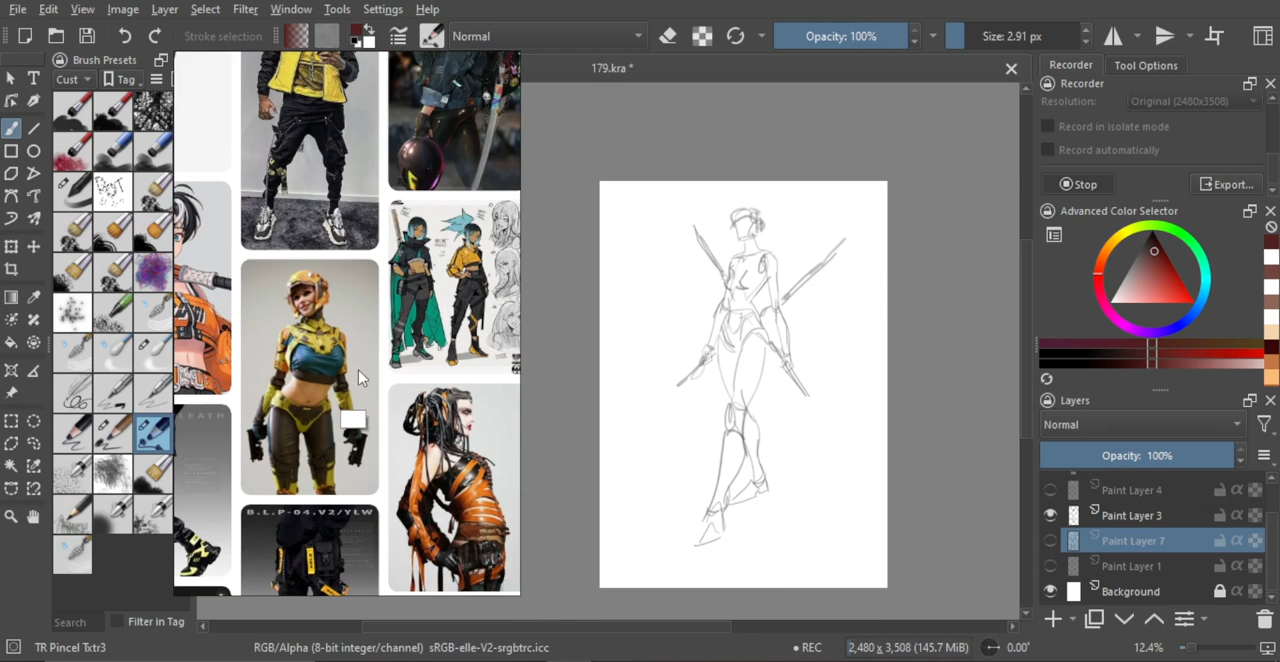 File Edit View Image Layer Select Filter Window Tools Settings Help
Stroke selection Normal Opacity: 100% Size: 2.91 px
Brush Presets
Cust Tag
179.kra *
Recorder Tool Options
Recorder
Resolution: Original (2480x3508)
Record in isolate mode
Record automatically
Stop Export...
Advanced Color Selector
Layers
Normal
Opacity: 100%
Paint Layer 4
Paint Layer 3
Paint Layer 7
Paint Layer 1
Background
B.L.P-04.V2/YLW
Search Filter in Tag
TR Pincel Txtr3 RGB/Alpha (8-bit integer/channel) sRGB-elle-V2-srgbtrc.icc REC 2,480 x 3,508 (145.7 MiB) 0.00° 12.4%